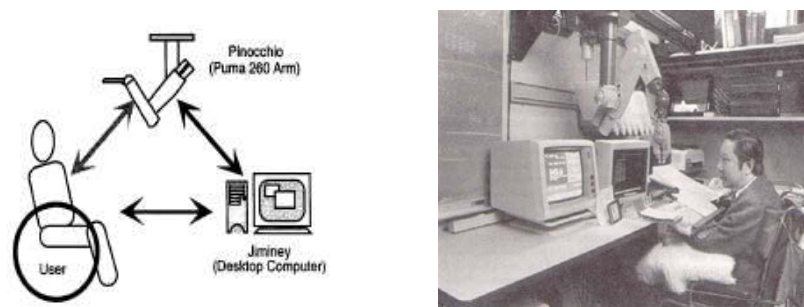 Pinocchio
(Puma 260 Arm)
User
Jiminey
(Desktop Computer)